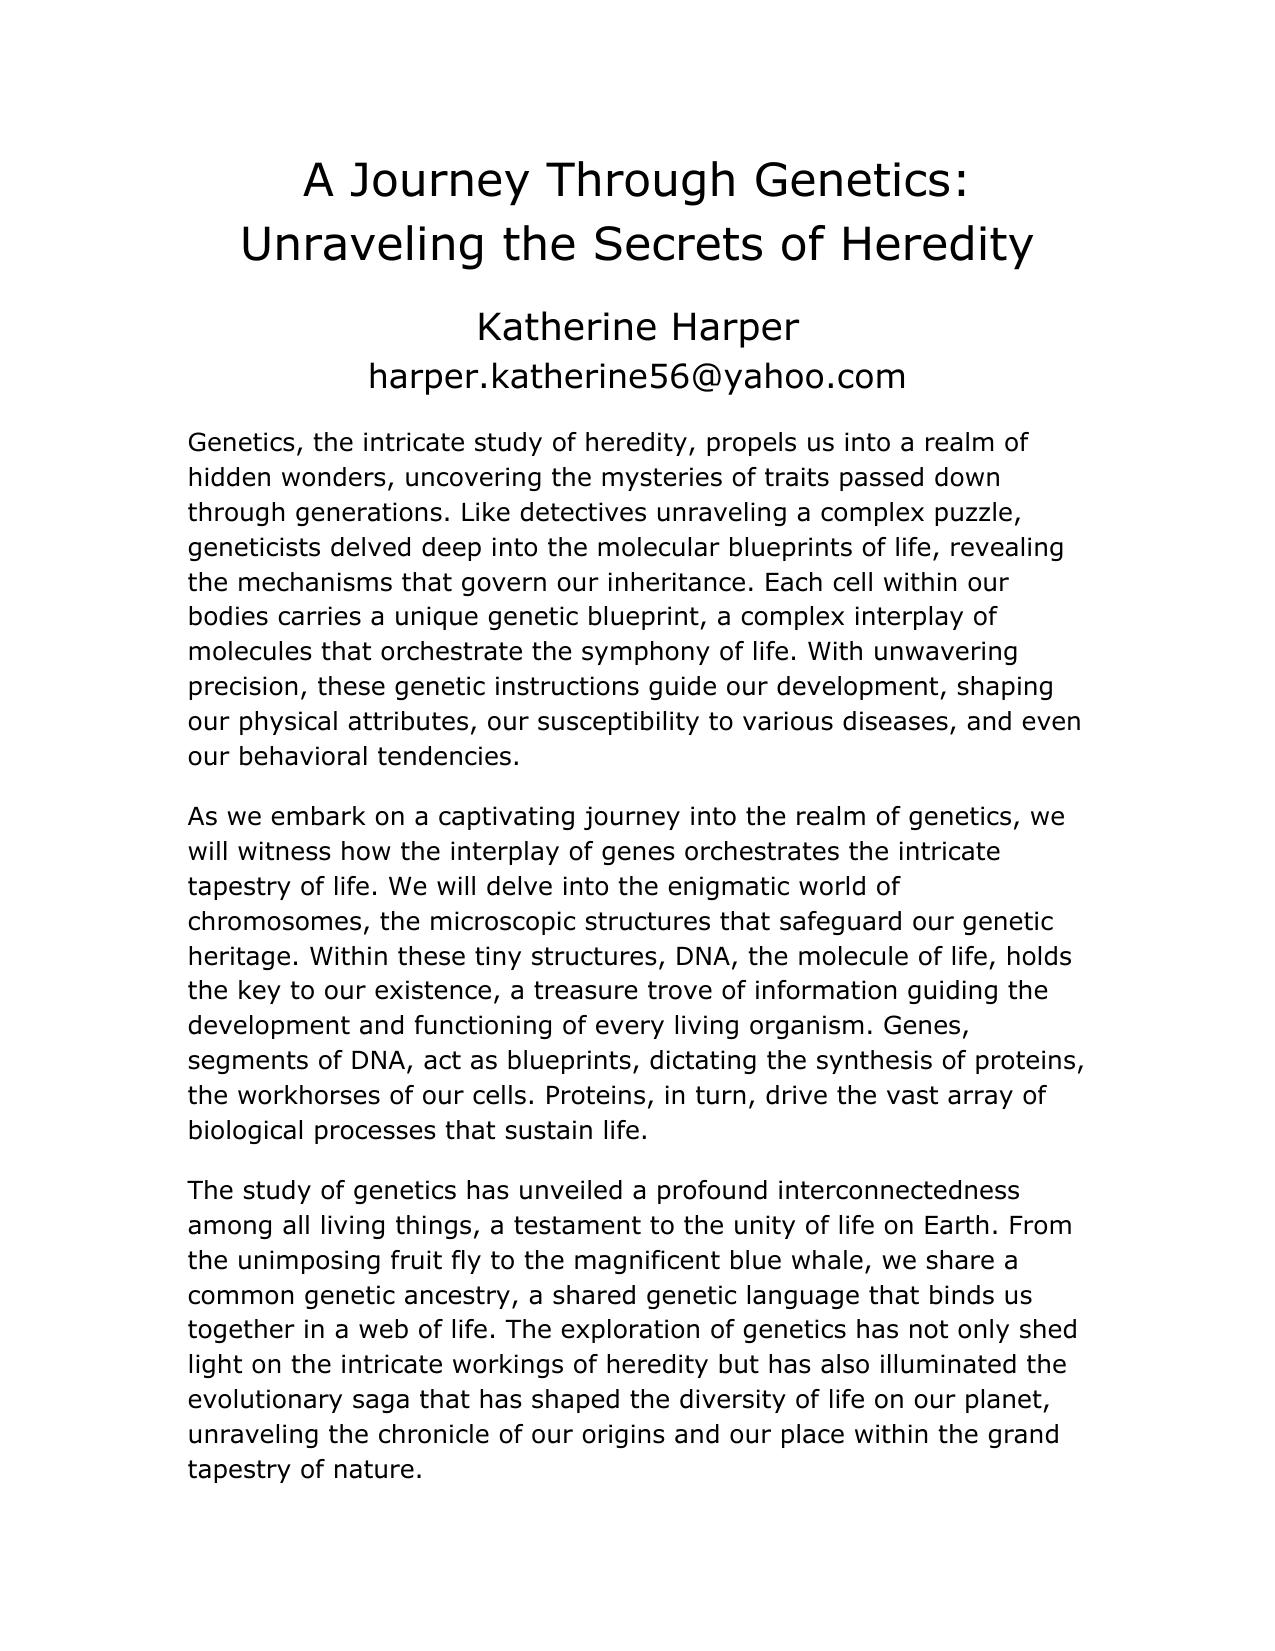 A Journey Through Genetics:
Unraveling the Secrets of Heredity
Katherine Harper
harper.katherine56@yahoo.com
Genetics, the intricate study of heredity, propels us into a realm of
hidden wonders, uncovering the mysteries of traits passed down
through generations. Like detectives unraveling a complex puzzle,
geneticists delved deep into the molecular blueprints of life, revealing
the mechanisms that govern our inheritance. Each cell within our
bodies carries a unique genetic blueprint, a complex interplay of
molecules that orchestrate the symphony of life. With unwavering
precision, these genetic instructions guide our development, shaping
our physical attributes, our susceptibility to various diseases, and even
our behavioral tendencies.
As we embark on a captivating journey into the realm of genetics, we
will witness how the interplay of genes orchestrates the intricate
tapestry of life. We will delve into the enigmatic world of
chromosomes, the microscopic structures that safeguard our genetic
heritage. Within these tiny structures, DNA, the molecule of life, holds
the key to our existence, a treasure trove of information guiding the
development and functioning of every living organism. Genes,
segments of DNA, act as blueprints, dictating the synthesis of proteins,
the workhorses of our cells. Proteins, in turn, drive the vast array of
biological processes that sustain life.
The study of genetics has unveiled a profound interconnectedness
among all living things, a testament to the unity of life on Earth. From
the unimposing fruit fly to the magnificent blue whale, we share a
common genetic ancestry, a shared genetic language that binds us
together in a web of life. The exploration of genetics has not only shed
light on the intricate workings of heredity but has also illuminated the
evolutionary saga that has shaped the diversity of life on our planet,
unraveling the chronicle of our origins and our place within the grand
tapestry of nature.